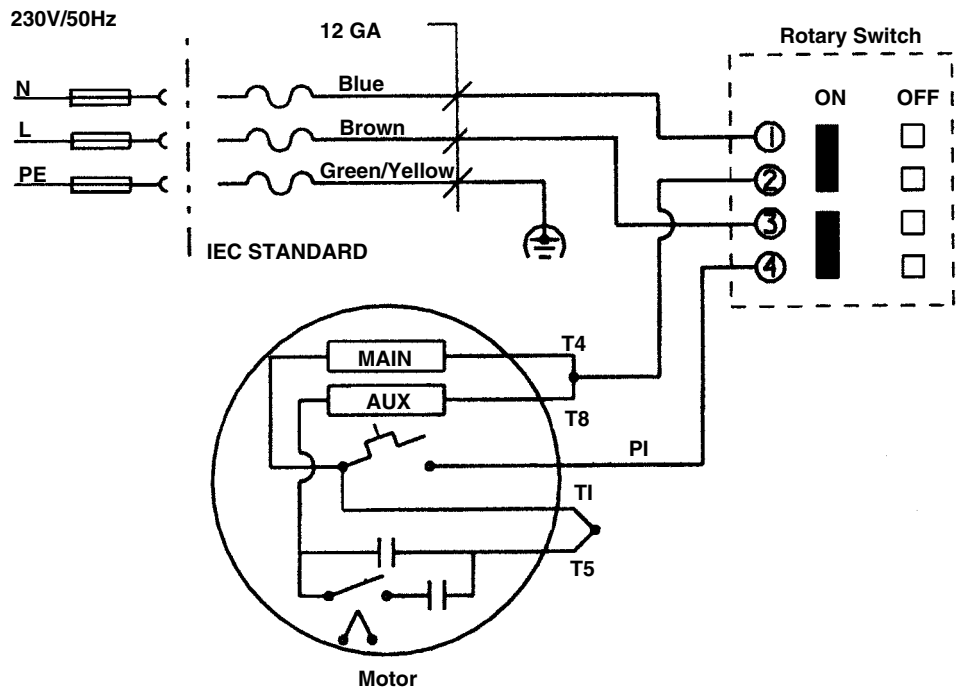 230V/50Hz
12 GA
Rotary Switch
N
Blue
ON
OFF
L
Brown
1
PE
Green/Yellow
2
3
IEC STANDARD
4
MAIN
T4
AUX
T8
PI
TI
T5
Motor